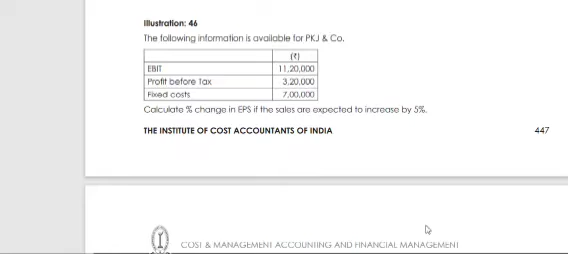 Illustration: 46
The following information is available for PKJ & Co.
(₹)
EBIT 11,20,000
Profit before Tax 3,20,000
Fixed costs 7,00,000
Calculate % change in EPS if the sales are expected to increase by 5%.
THE INSTITUTE OF COST ACCOUNTANTS OF INDIA 447
COST & MANAGEMENT ACCOUNTING AND FINANCIAL MANAGEMENT